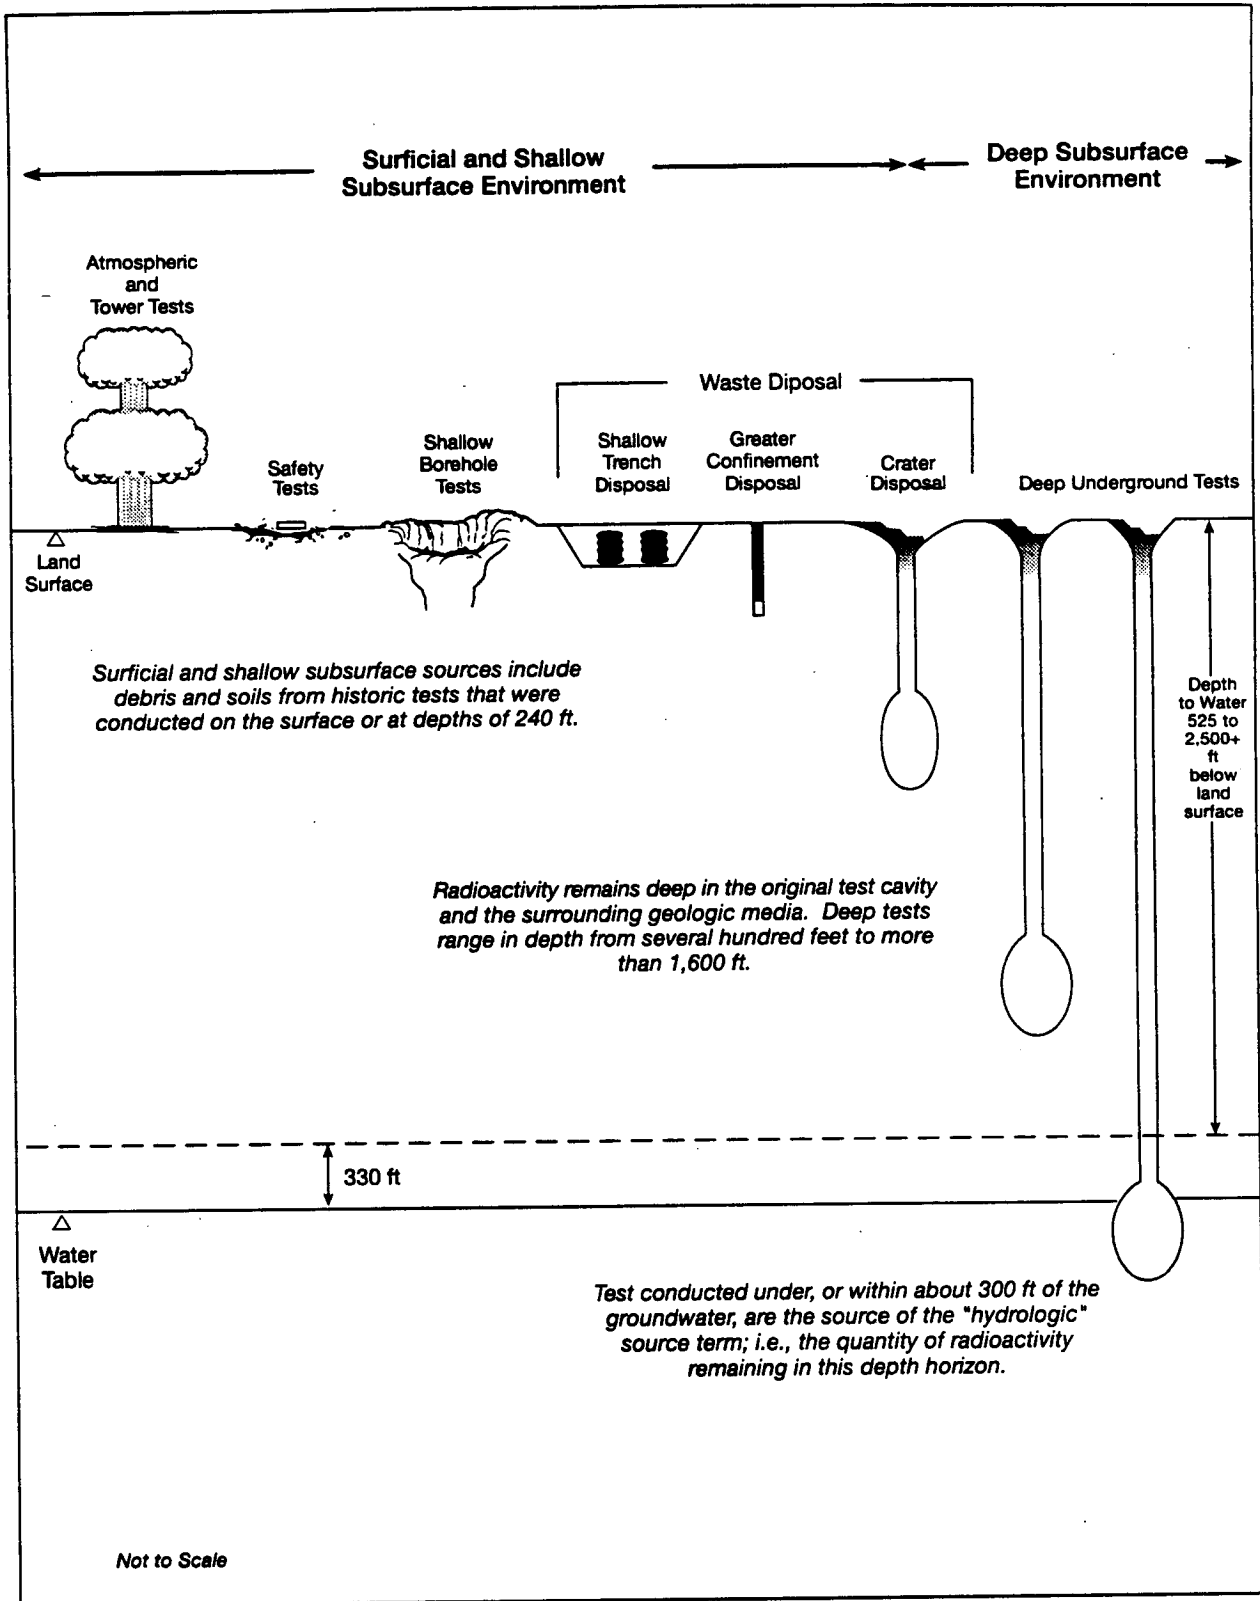 Surficial and Shallow
Subsurface Environment
Deep Subsurface
Environment
Atmospheric
and
Tower Tests
Safety
Tests
Shallow
Borehole
Tests
Waste Diposal
Shallow
Trench
Disposal
Greater
Confinement
Disposal
Crater
Disposal
Deep Underground Tests
Land
Surface
Surficial and shallow subsurface sources include
debris and soils from historic tests that were
conducted on the surface or at depths of 240 ft.
Depth
to Water
525 to
2,500+
ft
below
land
surface
Radioactivity remains deep in the original test cavity
and the surrounding geologic media. Deep tests
range in depth from several hundred feet to more
than 1,600 ft.
330 ft
Water
Table
Test conducted under, or within about 300 ft of the
groundwater, are the source of the "hydrologic"
source term; i.e., the quantity of radioactivity
remaining in this depth horizon.
Not to Scale